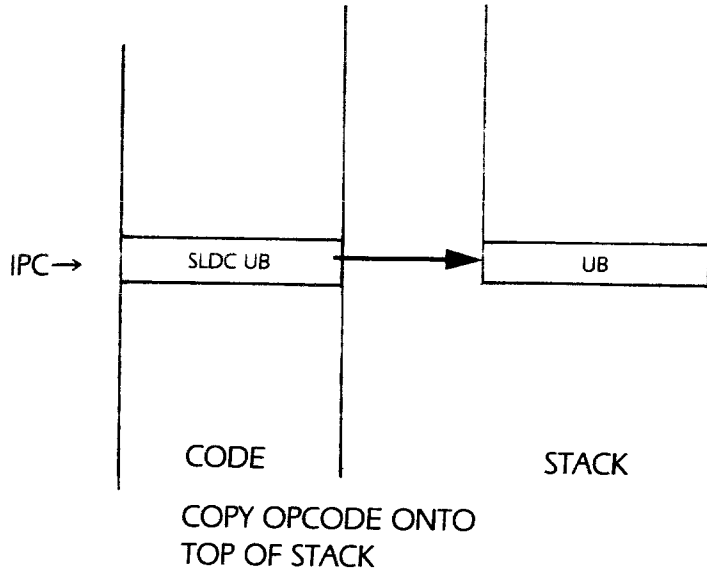 IPC→ SLDC UB UB
CODE STACK
COPY OPCODE ONTO
TOP OF STACK